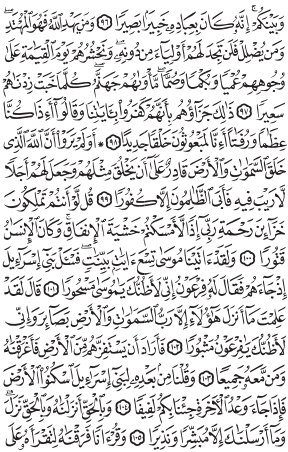 وَبَيْنَكُمْ ۚ إِنَّهُۥ كَانَ بِعِبَادِهِۦ خَبِيرًۢا بَصِيرًا ۝٩٦ وَمَن يَهْدِ ٱللَّهُ فَهُوَ ٱلْمُهْتَدِ ۖ
وَمَن يُضْلِلْ فَلَن تَجِدَ لَهُمْ أَوْلِيَآءَ مِن دُونِهِۦ ۖ وَنَحْشُرُهُمْ يَوْمَ ٱلْقِيَٰمَةِ عَلَىٰ
وُجُوهِهِمْ عُمْيًا وَبُكْمًا وَصُمًّا ۖ مَّأْوَىٰهُمْ جَهَنَّمُ ۖ كُلَّمَا خَبَتْ زِدْنَٰهُمْ
سَعِيرًا ۝٩٧ ذَٰلِكَ جَزَآؤُهُم بِأَنَّهُمْ كَفَرُوا۟ بِـَٔايَٰتِنَا وَقَالُوٓا۟ أَءِذَا كُنَّا
عِظَٰمًا وَرُفَٰتًا أَءِنَّا لَمَبْعُوثُونَ خَلْقًا جَدِيدًا ۝٩٨ ۞ أَوَلَمْ يَرَوْا۟ أَنَّ ٱللَّهَ ٱلَّذِى
خَلَقَ ٱلسَّمَٰوَٰتِ وَٱلْأَرْضَ قَادِرٌ عَلَىٰٓ أَن يَخْلُقَ مِثْلَهُمْ وَجَعَلَ لَهُمْ أَجَلًا
لَّا رَيْبَ فِيهِ فَأَبَى ٱلظَّٰلِمُونَ إِلَّا كُفُورًا ۝٩٩ قُل لَّوْ أَنتُمْ تَمْلِكُونَ
خَزَآئِنَ رَحْمَةِ رَبِّىٓ إِذًا لَّأَمْسَكْتُمْ خَشْيَةَ ٱلْإِنفَاقِ ۚ وَكَانَ ٱلْإِنسَٰنُ
قَتُورًا ۝١٠٠ وَلَقَدْ ءَاتَيْنَا مُوسَىٰ تِسْعَ ءَايَٰتٍۭ بَيِّنَٰتٍ ۖ فَسْـَٔلْ بَنِىٓ إِسْرَٰٓءِيلَ
إِذْ جَآءَهُمْ فَقَالَ لَهُۥ فِرْعَوْنُ إِنِّى لَأَظُنُّكَ يَٰمُوسَىٰ مَسْحُورًا ۝١٠١ قَالَ لَقَدْ
عَلِمْتَ مَآ أَنزَلَ هَٰٓؤُلَآءِ إِلَّا رَبُّ ٱلسَّمَٰوَٰتِ وَٱلْأَرْضِ بَصَآئِرَ وَإِنِّى
لَأَظُنُّكَ يَٰفِرْعَوْنُ مَثْبُورًا ۝١٠٢ فَأَرَادَ أَن يَسْتَفِزَّهُم مِّنَ ٱلْأَرْضِ فَأَغْرَقْنَٰهُ
وَمَن مَّعَهُۥ جَمِيعًا ۝١٠٣ وَقُلْنَا مِنۢ بَعْدِهِۦ لِبَنِىٓ إِسْرَٰٓءِيلَ ٱسْكُنُوا۟ ٱلْأَرْضَ
فَإِذَا جَآءَ وَعْدُ ٱلْـَٔاخِرَةِ جِئْنَا بِكُمْ لَفِيفًا ۝١٠٤ وَبِٱلْحَقِّ أَنزَلْنَٰهُ وَبِٱلْحَقِّ نَزَلَ ۗ
وَمَآ أَرْسَلْنَٰكَ إِلَّا مُبَشِّرًا وَنَذِيرًا ۝١٠٥ وَقُرْءَانًا فَرَقْنَٰهُ لِتَقْرَأَهُۥ عَلَى